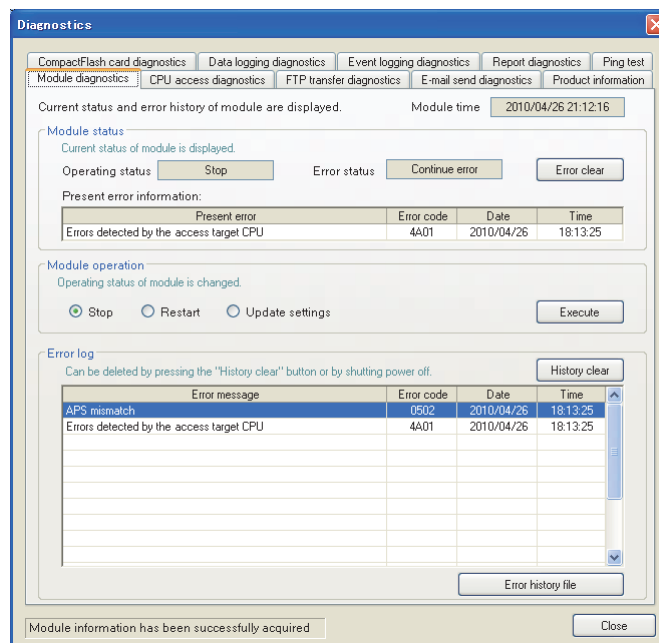 Diagnostics
CompactFlash card diagnostics Data logging diagnostics Event logging diagnostics Report diagnostics Ping test
Module diagnostics CPU access diagnostics FTP transfer diagnostics E-mail send diagnostics Product information
Current status and error history of module are displayed. Module time 2010/04/26 21:12:16
Module status
Current status of module is displayed.
Operating status Stop Error status Continue error Error clear
Present error information:
Present error Error code Date Time
Errors detected by the access target CPU 4A01 2010/04/26 18:13:25
Module operation
Operating status of module is changed.
Stop Restart Update settings Execute
Error log
Can be deleted by pressing the "History clear" button or by shutting power off. History clear
Error message Error code Date Time
APS mismatch 0502 2010/04/26 18:13:25
Errors detected by the access target CPU 4A01 2010/04/26 18:13:25
Error history file
Module information has been successfully acquired Close